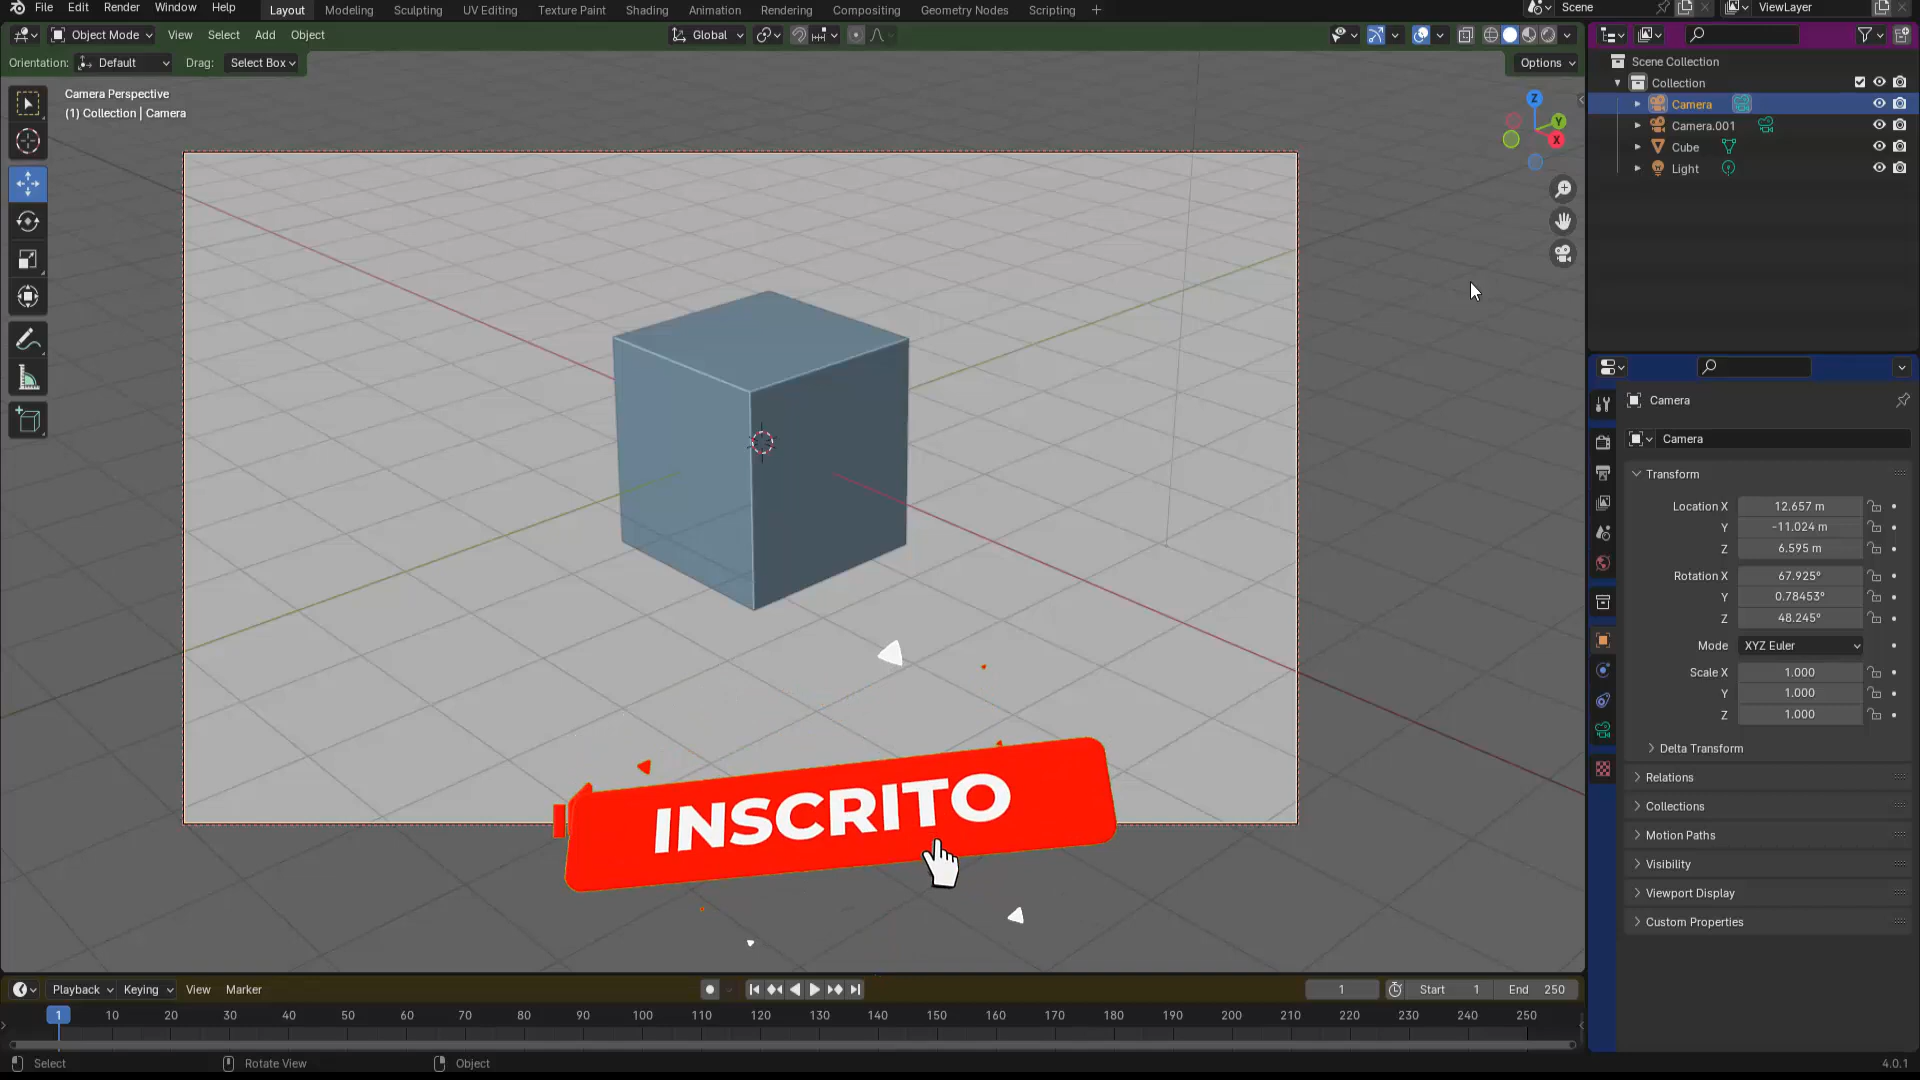 File Edit Render Window Help Layout Modeling Sculpting UV Editing Texture Paint Shading Animation Rendering Compositing Geometry Nodes Scripting + Scene ViewLayer
Object Mode View Select Add Object Global
Orientation: Default Drag: Select Box Options
Camera Perspective
(1) Collection | Camera
Z
Y
X
Scene Collection
Collection
Camera
Camera.001
Cube
Light
Camera
Camera
Transform
Location X 12.657 m
Y -11.024 m
Z 6.595 m
Rotation X 67.925°
Y 0.78453°
Z 48.245°
Mode XYZ Euler
Scale X 1.000
Y 1.000
Z 1.000
Delta Transform
Relations
Collections
Motion Paths
Visibility
Viewport Display
Custom Properties
INSCRITO
Playback Keying View Marker 1 Start 1 End 250
1 10 20 30 40 50 60 70 80 90 100 110 120 130 140 150 160 170 180 190 200 210 220 230 240 250
Select Rotate View Object 4.0.1